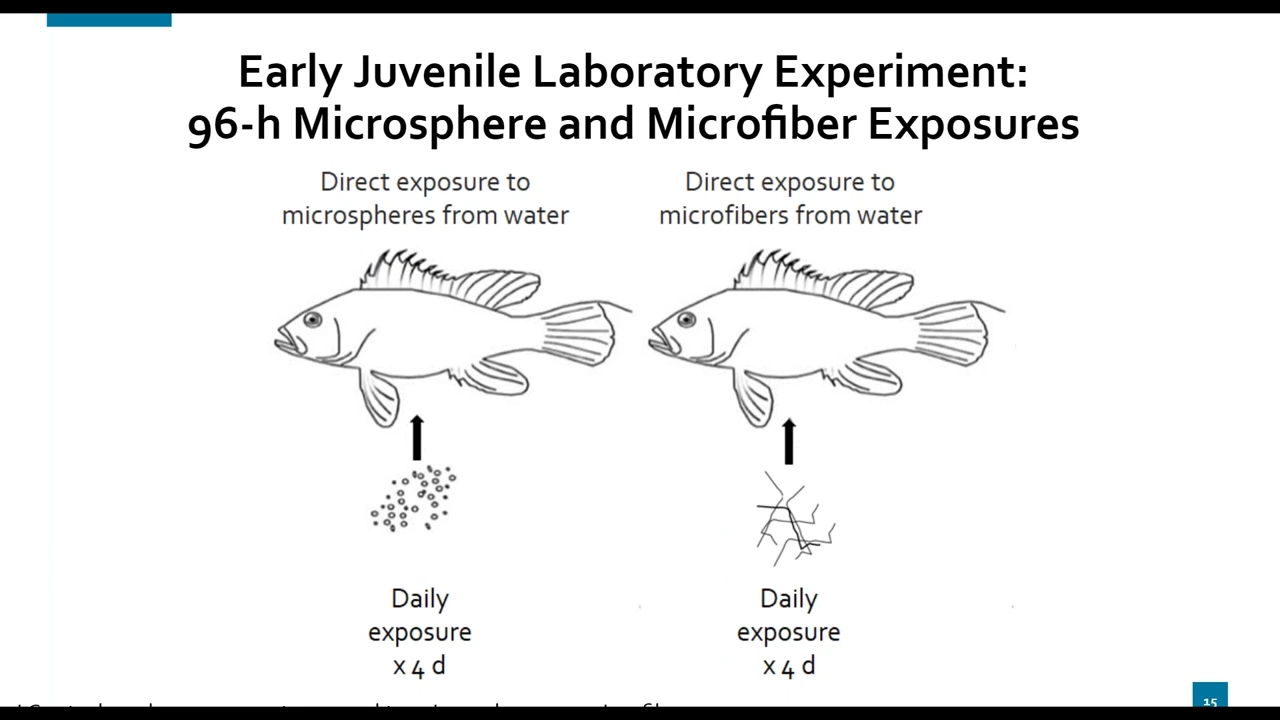 Early Juvenile Laboratory Experiment:
96-h Microsphere and Microfiber Exposures
Direct exposure to
microspheres from water
Direct exposure to
microfibers from water
Daily
exposure
x 4 d
Daily
exposure
x 4 d
15